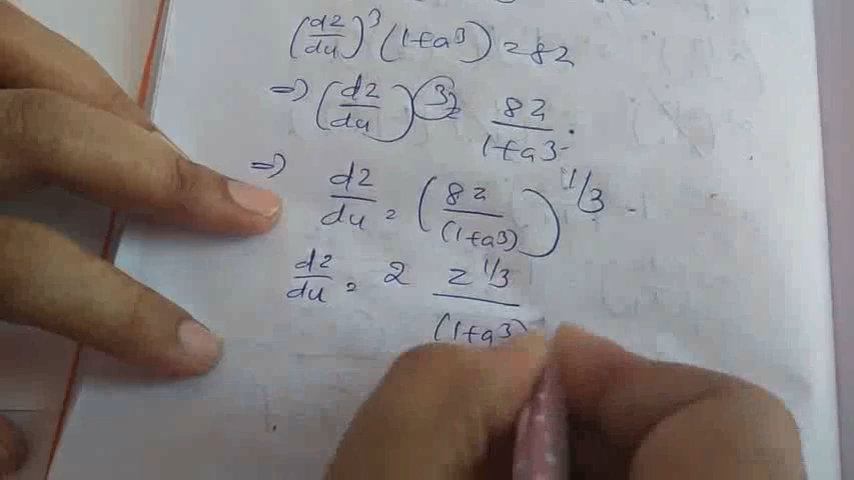 (dz/du)^3 (1+a^3) = 8z
⇒ (dz/du)^3 = 8z/1+a^3.
⇒ dz/du = (8z/(1+a^3))^1/3
dz/du = 2 z^1/3/(1+a^3)